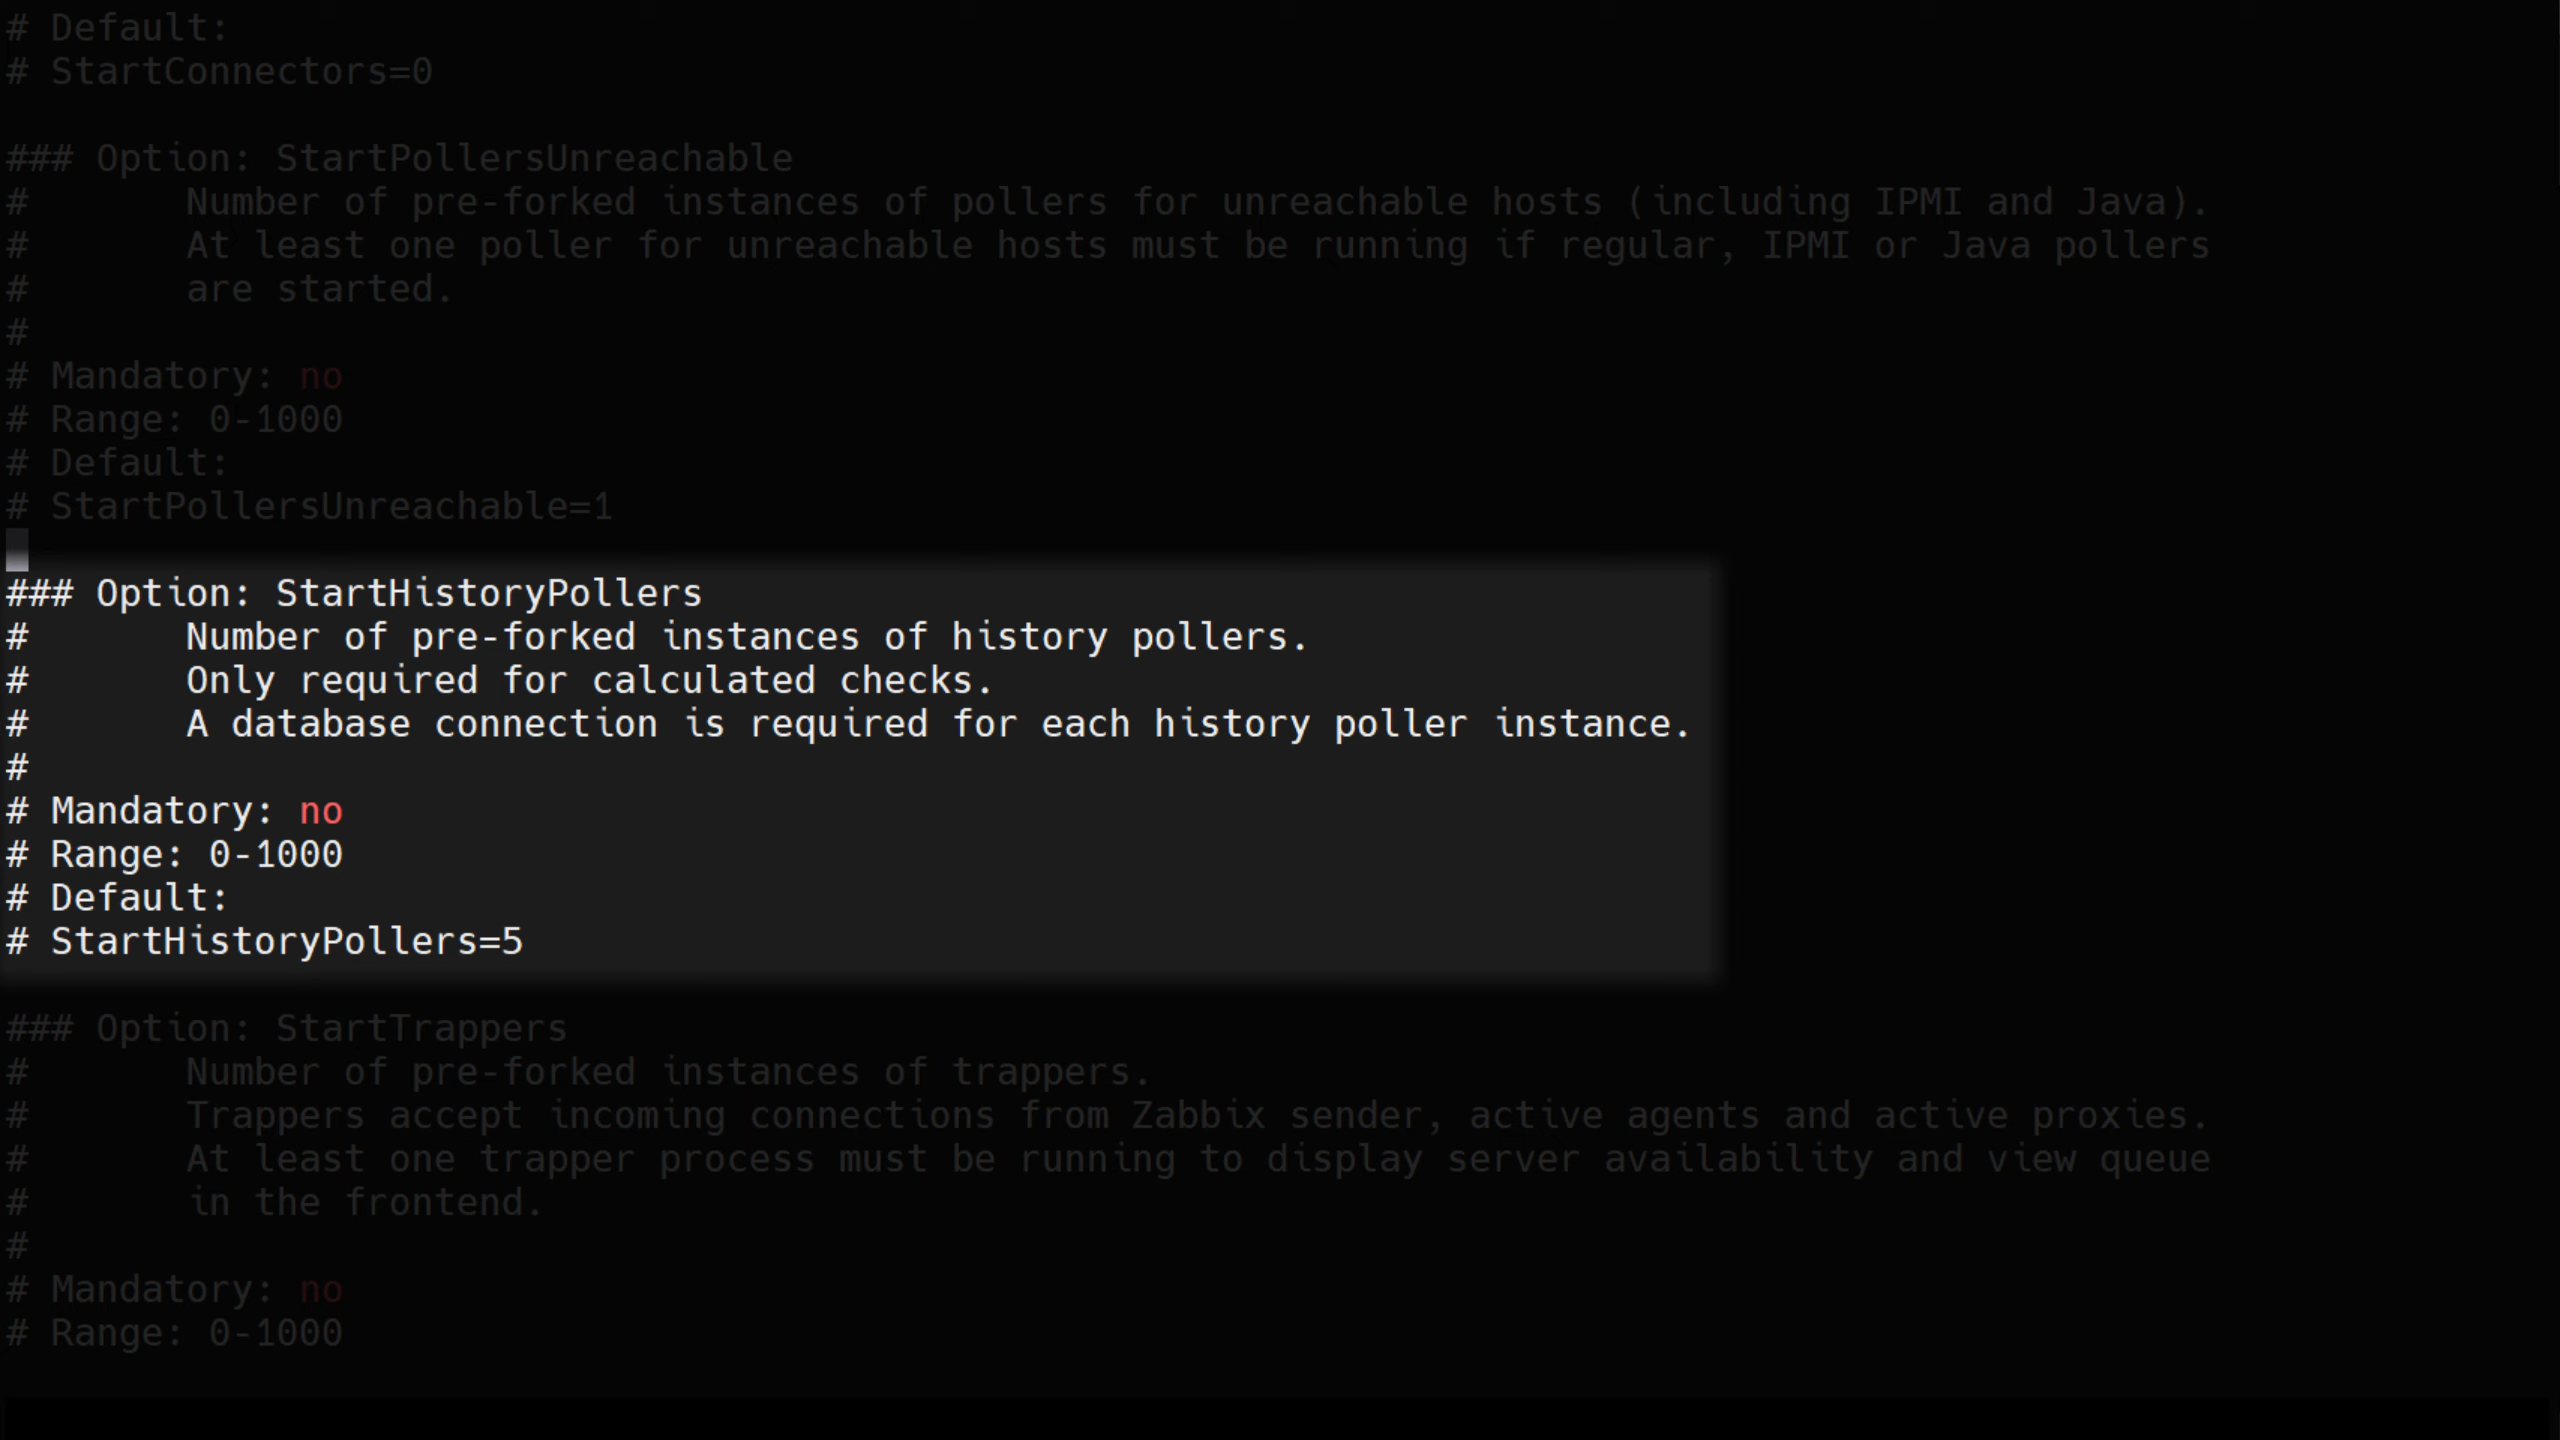 # Default:
# StartConnectors=0
### Option: StartPollersUnreachable
#       Number of pre-forked instances of pollers for unreachable hosts (including IPMI and Java).
#       At least one poller for unreachable hosts must be running if regular, IPMI or Java pollers
#       are started.
#
# Mandatory: no
# Range: 0-1000
# Default:
# StartPollersUnreachable=1
### Option: StartHistoryPollers
#       Number of pre-forked instances of history pollers.
#       Only required for calculated checks.
#       A database connection is required for each history poller instance.
#
# Mandatory: no
# Range: 0-1000
# Default:
# StartHistoryPollers=5
### Option: StartTrappers
#       Number of pre-forked instances of trappers.
#       Trappers accept incoming connections from Zabbix sender, active agents and active proxies.
#       At least one trapper process must be running to display server availability and view queue
#       in the frontend.
#
# Mandatory: no
# Range: 0-1000